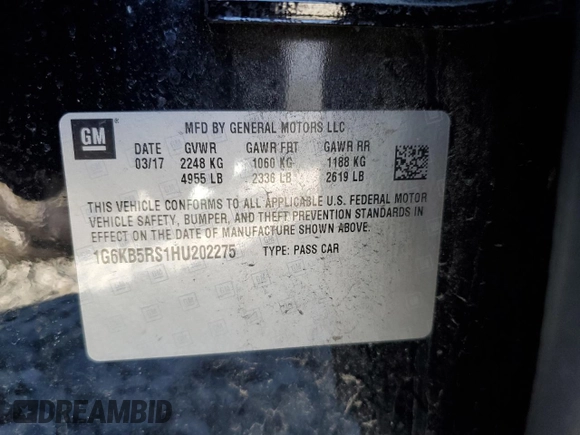 GM
MFD BY GENERAL MOTORS LLC
DATE GVWR GAWR FRT GAWR RR
03/17 2248 KG 1060 KG 1188 KG
4955 LB 2336 LB 2619 LB
THIS VEHICLE CONFORMS TO ALL APPLICABLE U.S. FEDERAL MOTOR
VEHICLE SAFETY, BUMPER, AND THEFT PREVENTION STANDARDS IN
EFFECT ON THE DATE OF MANUFACTURE SHOWN ABOVE.
1G6KB5RS1HU202275 TYPE: PASS CAR
DREAMBID